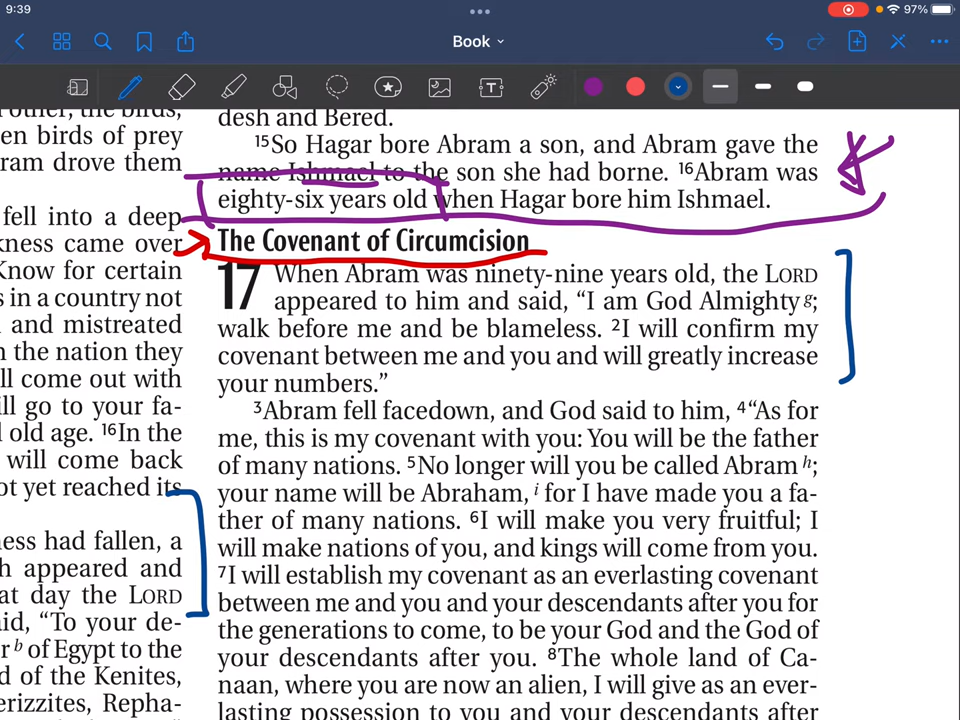 9:39
97%
Book
T
other, the birds,
en birds of prey
ram drove them
fell into a deep
kness came over
Know for certain
s in a country not
and mistreated
n the nation they
ll come out with
ill go to your fa-
old age. 16In the
will come back
ot yet reached its
ness had fallen, a
h appeared and
at day the LORD
id, “To your de-
r b of Egypt to the
d of the Kenites,
erizzites, Repha-
desh and Bered.
15So Hagar bore Abram a son, and Abram gave the
name Ishmael to the son she had borne. 16Abram was
eighty-six years old when Hagar bore him Ishmael.
The Covenant of Circumcision
17 When Abram was ninety-nine years old, the LORD
appeared to him and said, “I am God Almighty g;
walk before me and be blameless. 2I will confirm my
covenant between me and you and will greatly increase
your numbers.”
3Abram fell facedown, and God said to him, 4“As for
me, this is my covenant with you: You will be the father
of many nations. 5No longer will you be called Abram h;
your name will be Abraham, i for I have made you a fa-
ther of many nations. 6I will make you very fruitful; I
will make nations of you, and kings will come from you.
7I will establish my covenant as an everlasting covenant
between me and you and your descendants after you for
the generations to come, to be your God and the God of
your descendants after you. 8The whole land of Ca-
naan, where you are now an alien, I will give as an ever-
lasting possession to you and your descendants after